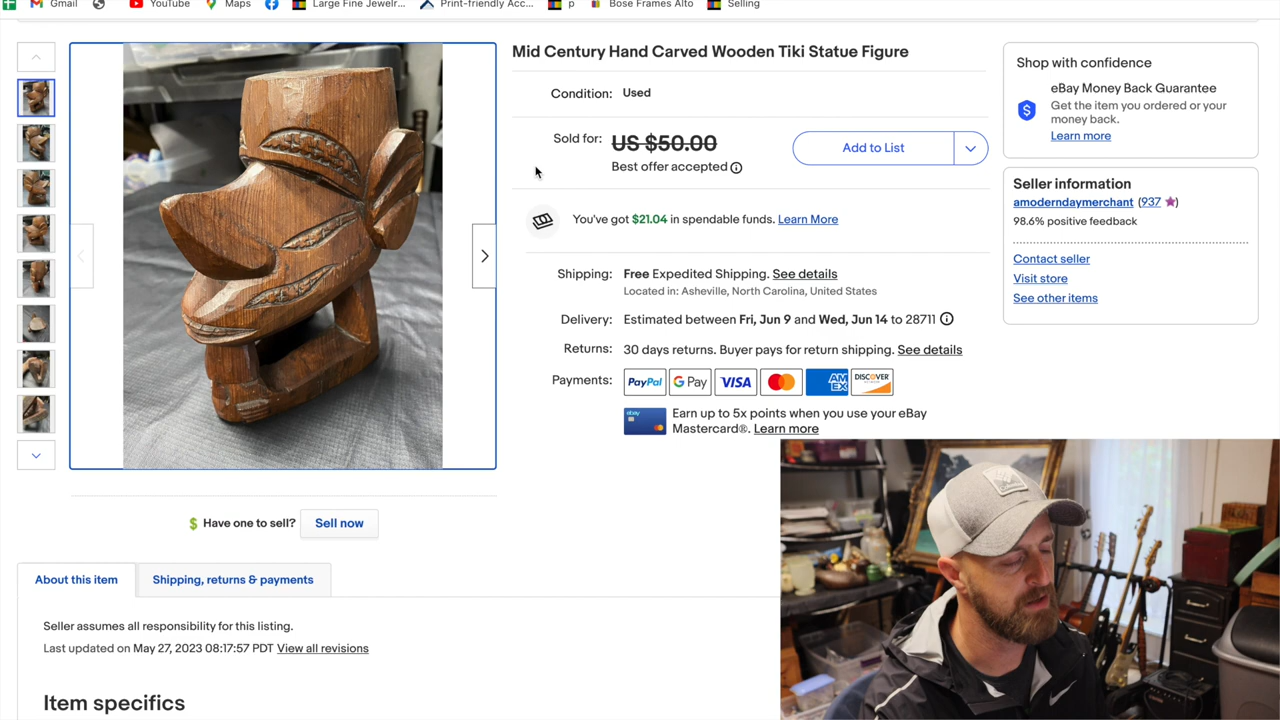 Gmail
YouTube
Maps
Large Fine Jewelr...
Print-friendly Acc...
p
Bose Frames Alto
Selling
Mid Century Hand Carved Wooden Tiki Statue Figure
Condition: Used
Sold for: US $50.00
Best offer accepted
Add to List
You've got $21.04 in spendable funds. Learn More
Shipping: Free Expedited Shipping. See details
Located in: Asheville, North Carolina, United States
Delivery: Estimated between Fri, Jun 9 and Wed, Jun 14 to 28711
Returns: 30 days returns. Buyer pays for return shipping. See details
Payments: PayPal G Pay VISA AM EX DISCOVER
ebay
Earn up to 5x points when you use your eBay
Mastercard®. Learn more
Shop with confidence
eBay Money Back Guarantee
Get the item you ordered or your
money back.
Learn more
Seller information
amoderndaymerchant (937)
98.6% positive feedback
Contact seller
Visit store
See other items
Have one to sell? Sell now
About this item
Shipping, returns & payments
Seller assumes all responsibility for this listing.
Last updated on May 27, 2023 08:17:57 PDT View all revisions
Item specifics